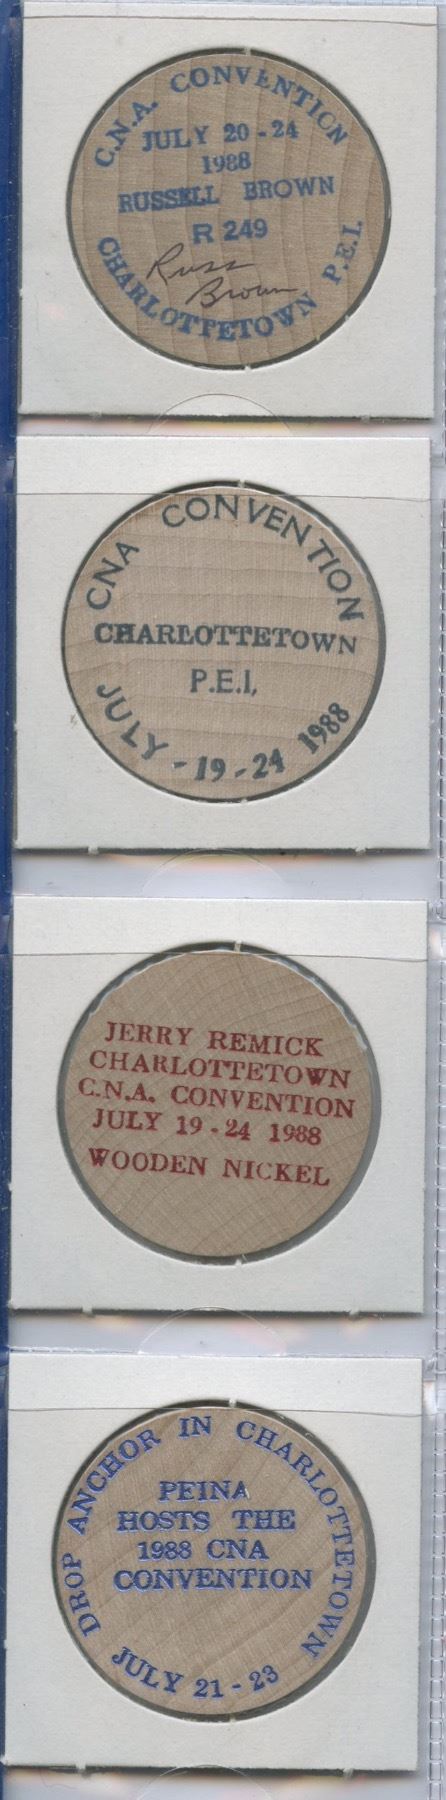 C.N.A. CONVENTION
JULY 20 - 24
1988
RUSSELL BROWN
R 249
Russ
Brown
CHARLOTTETOWN P.E.I.
CNA CONVENTION
CHARLOTTETOWN
P.E.I,
JULY - 19 - 24 1988
JERRY REMICK
CHARLOTTETOWN
C.N.A. CONVENTION
JULY 19 - 24 1988
WOODEN NICKEL
DROP ANCHOR IN CHARLOTTETOWN
PEINA
HOSTS THE
1988 CNA
CONVENTION
JULY 21 - 23